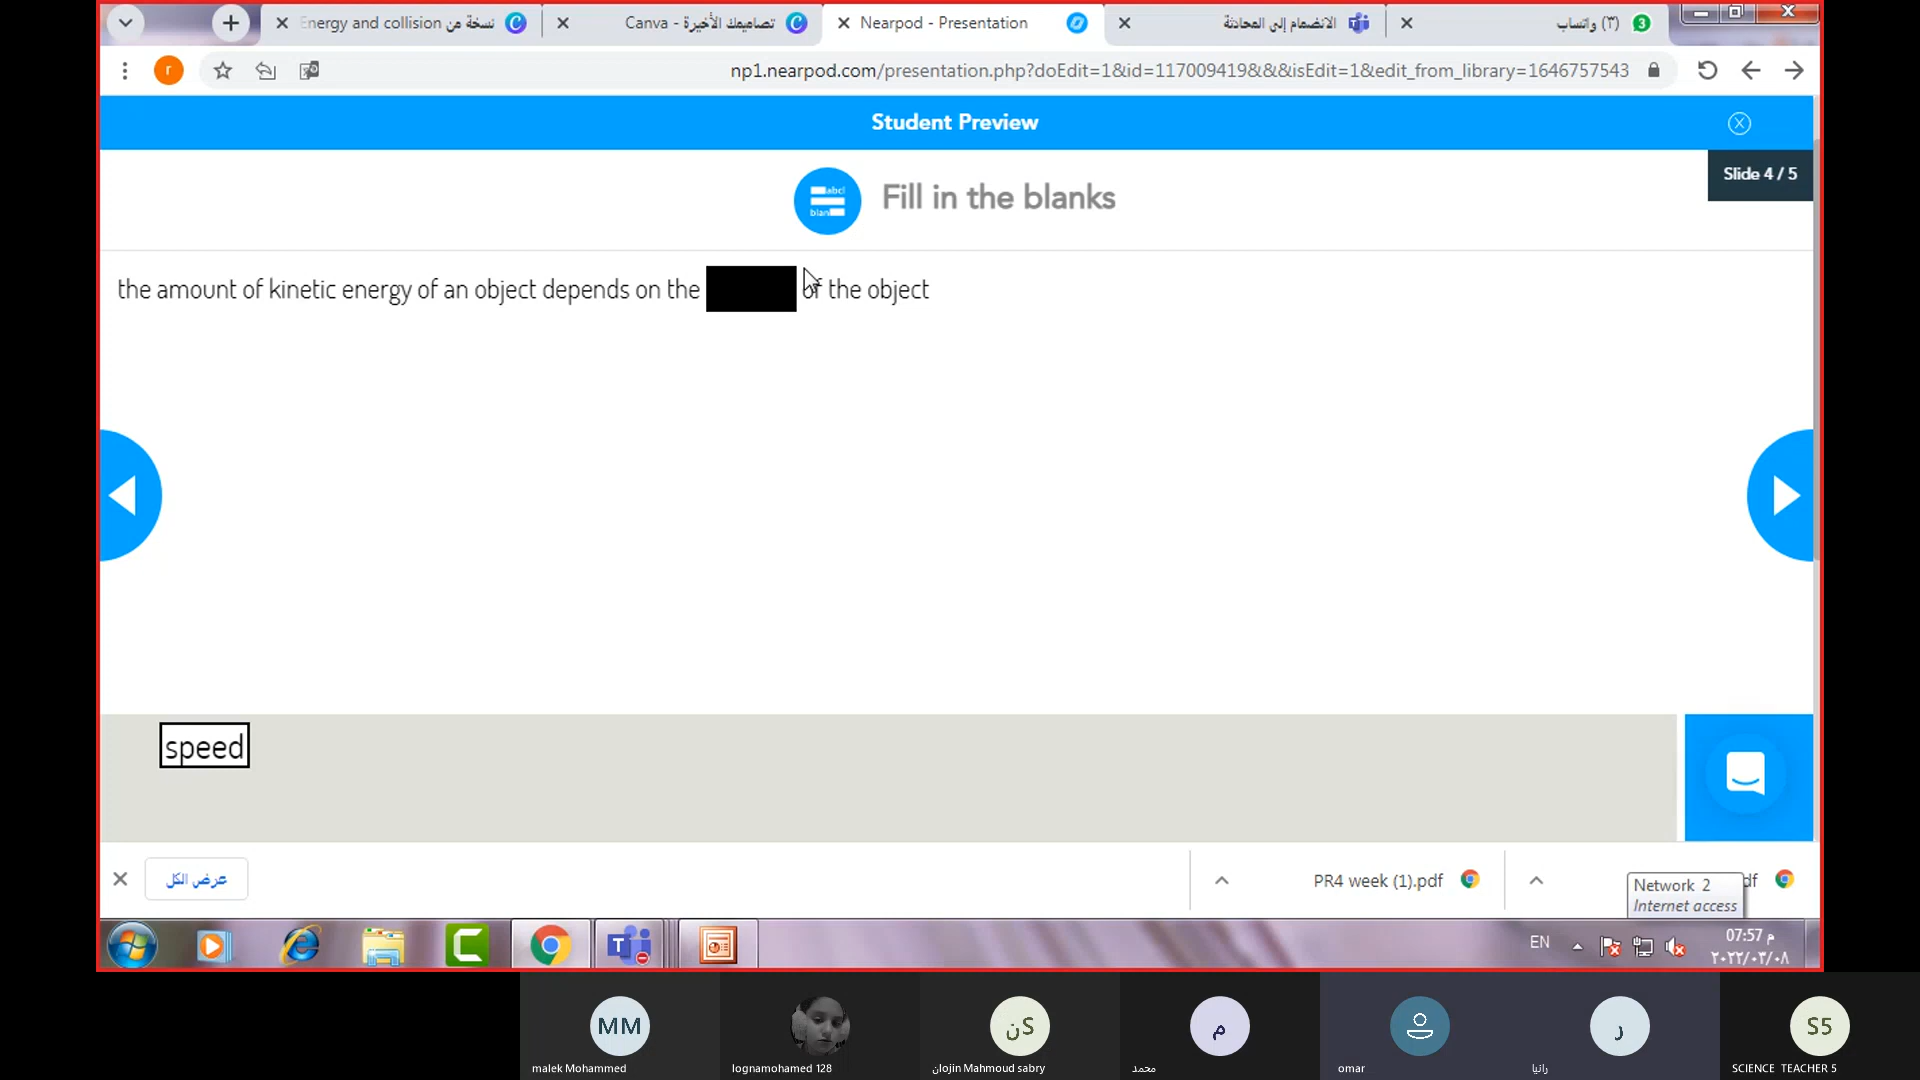 نسخة من Energy and collision
تصاميمك الأخيرة - Canva
Nearpod - Presentation
الانضمام إلى المحادثة
(٣) واتساب
r
np1.nearpod.com/presentation.php?doEdit=1&id=117009419&&&isEdit=1&edit_from_library=1646757543
Student Preview
Slide 4 / 5
abcl
blan
Fill in the blanks
the amount of kinetic energy of an object depends on the of the object
speed
عرض الكل
PR4 week (1).pdf
df
Network 2
Internet access
EN
07:57 م
٢٠٢٢/٠٣/٠٨
MM
نS
م
ر
S5
malek Mohammed
lognamohamed 128
نlojin Mahmoud sabry
محمد
omar
رانيا
SCIENCE TEACHER 5